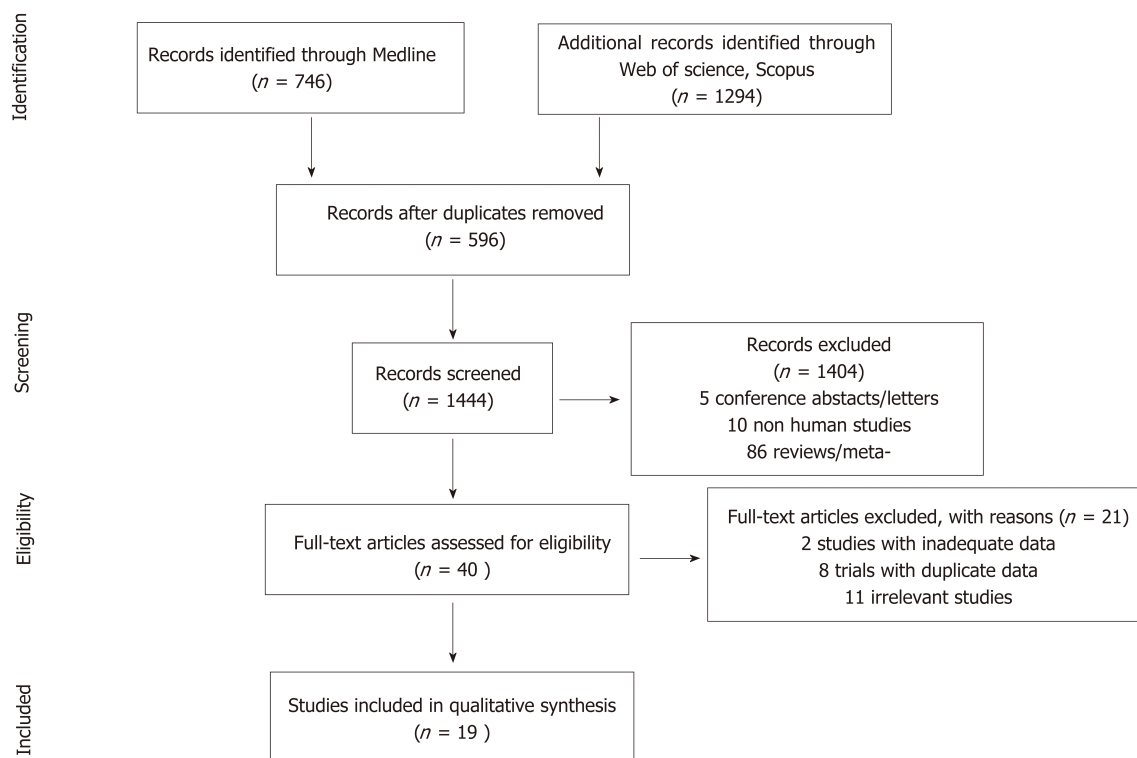 Identification
Records identified through Medline
(n = 746)
Additional records identified through
Web of science, Scopus
(n = 1294)
Records after duplicates removed
(n = 596)
Screening
Records screened
(n = 1444)
Records excluded
(n = 1404)
5 conference abstacts/letters
10 non human studies
86 reviews/meta-
Eligibility
Full-text articles assessed for eligibility
(n = 40 )
Full-text articles excluded, with reasons (n = 21)
2 studies with inadequate data
8 trials with duplicate data
11 irrelevant studies
Included
Studies included in qualitative synthesis
(n = 19 )